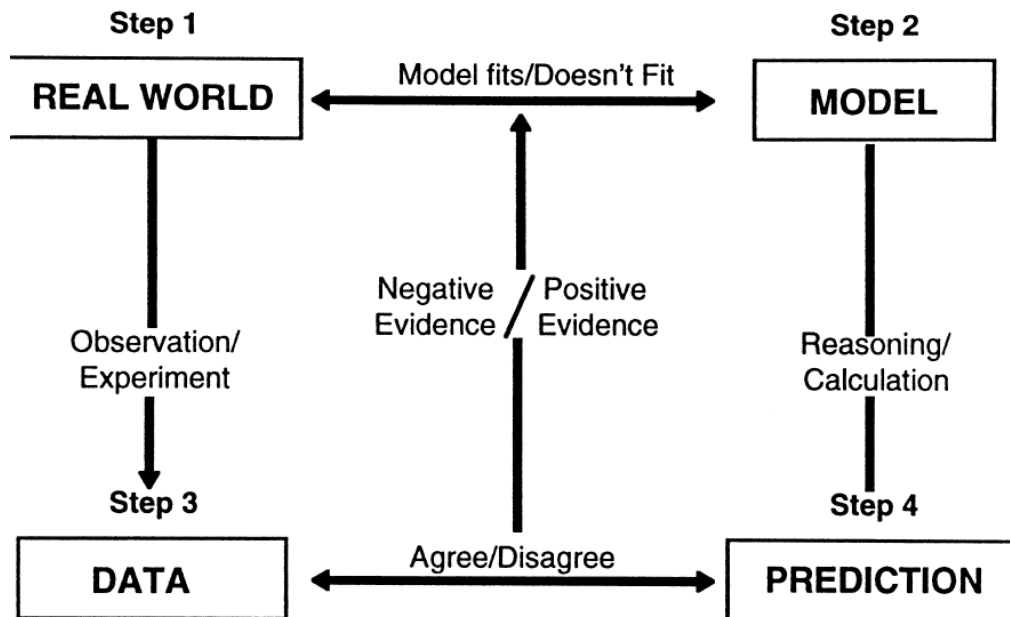 Step 1
Step 2
REAL WORLD
Model fits/Doesn't Fit
MODEL
Negative
Evidence
Positive
Evidence
Observation/
Experiment
Reasoning/
Calculation
Step 3
Step 4
DATA
Agree/Disagree
PREDICTION